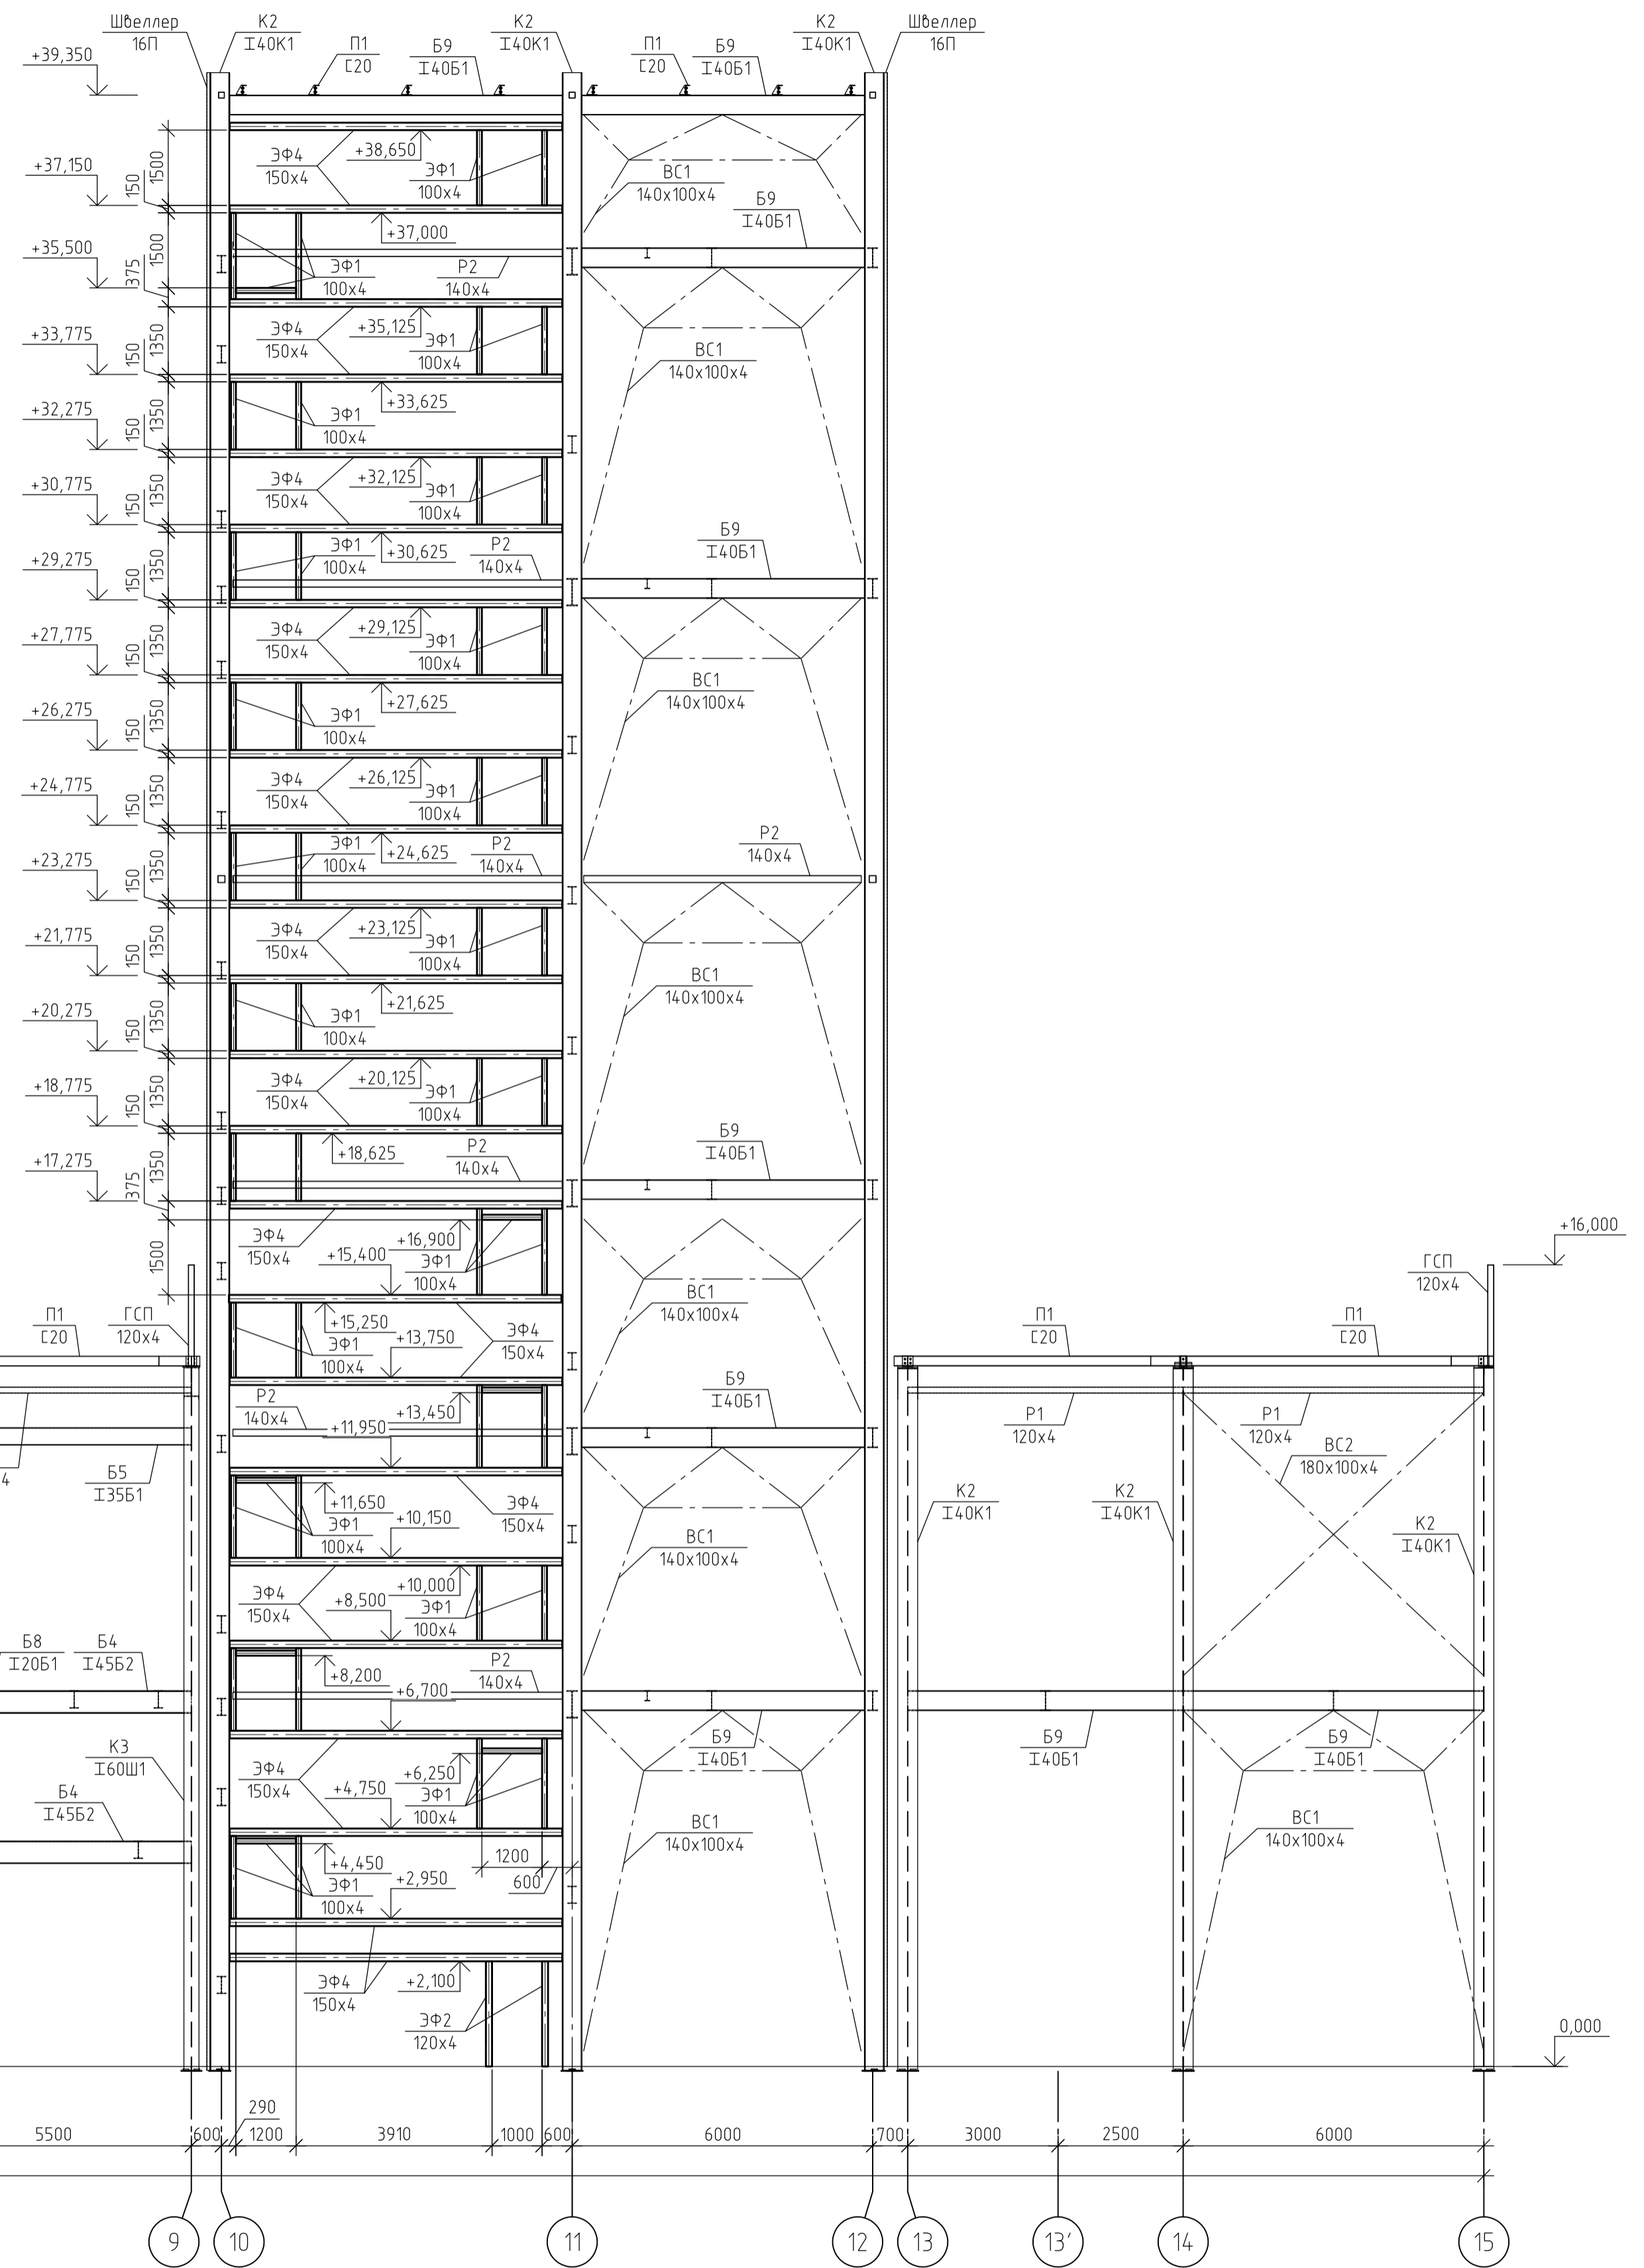 Швеллер
16П
К2
I40К1
П1
[20
Б9
I40Б1
К2
I40К1
П1
[20
Б9
I40Б1
К2
I40К1
Швеллер
16П
+39,350
+37,150
+35,500
+33,775
+32,275
+30,775
+29,275
+27,775
+26,275
+24,775
+23,275
+21,775
+20,275
+18,775
+17,275
1500
150
1500
375
1350
150
1350
150
1350
150
1350
150
1350
150
1350
150
1350
150
1350
150
1350
150
1350
150
1350
150
1350
375
1500
ЭФ4
150х4
+38,650
ЭФ1
100х4
+37,000
ЭФ1
100х4
Р2
140х4
ЭФ4
150х4
+35,125
ЭФ1
100х4
+33,625
ЭФ1
100х4
ЭФ4
150х4
+32,125
ЭФ1
100х4
ЭФ1
100х4
+30,625
Р2
140х4
ЭФ4
150х4
+29,125
ЭФ1
100х4
+27,625
ЭФ1
100х4
ЭФ4
150х4
+26,125
ЭФ1
100х4
ЭФ1
100х4
+24,625
Р2
140х4
ЭФ4
150х4
+23,125
ЭФ1
100х4
+21,625
ЭФ1
100х4
ЭФ4
150х4
+20,125
ЭФ1
100х4
+18,625
Р2
140х4
ЭФ4
150х4
+16,900
+15,400
ЭФ1
100х4
+15,250
ЭФ1
100х4
+13,750
ЭФ4
150х4
Р2
140х4
+13,450
+11,950
+11,650
ЭФ1
100х4
+10,150
ЭФ4
150х4
ЭФ4
150х4
+10,000
+8,500
ЭФ1
100х4
+8,200
+6,700
Р2
140х4
ЭФ4
150х4
+6,250
+4,750
ЭФ1
100х4
+4,450
ЭФ1
100х4
+2,950
1200
600
ЭФ4
150х4
+2,100
ЭФ2
120х4
ВС1
140х100х4
Б9
I40Б1
ВС1
140х100х4
Б9
I40Б1
ВС1
140х100х4
Р2
140х4
ВС1
140х100х4
Б9
I40Б1
ВС1
140х100х4
Б9
I40Б1
ВС1
140х100х4
Б9
I40Б1
ВС1
140х100х4
П1
[20
ГСП
120х4
4
Б5
I35Б1
Б8
I20Б1
Б4
I45Б2
К3
I60Ш1
Б4
I45Б2
+16,000
ГСП
120х4
П1
[20
П1
[20
Р1
120х4
Р1
120х4
ВС2
180х100х4
К2
I40К1
К2
I40К1
К2
I40К1
Б9
I40Б1
Б9
I40Б1
ВС1
140х100х4
0,000
5500
600
290
1200
3910
1000
600
6000
700
3000
2500
6000
9
10
11
12
13
13′
14
15